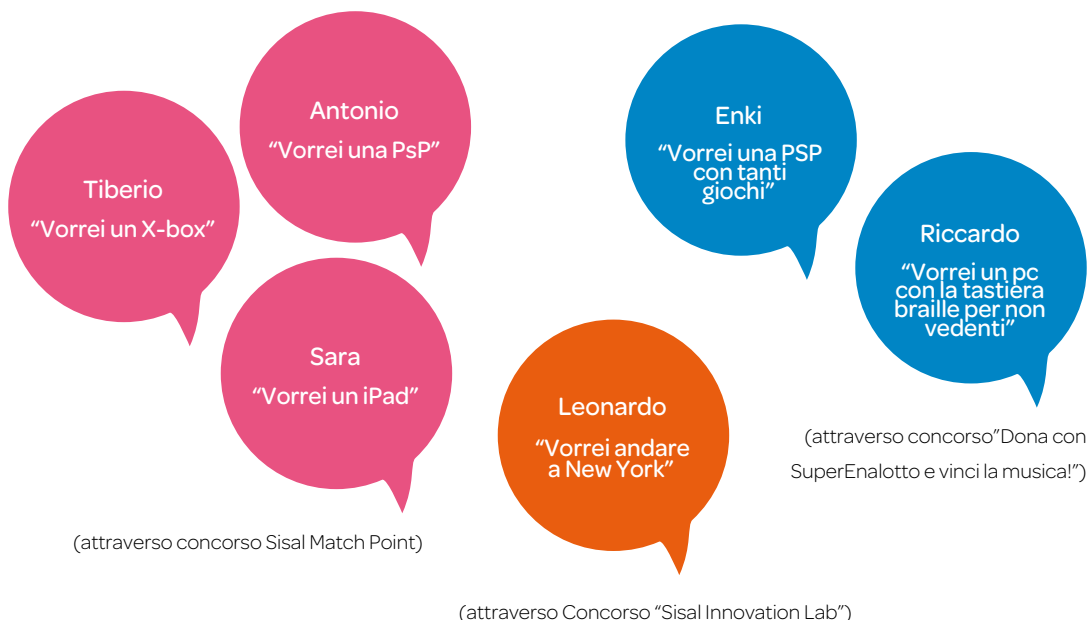 Antonio
“Vorrei una PsP”
Tiberio
“Vorrei un X-box”
Sara
“Vorrei un iPad”
(attraverso concorso Sisal Match Point)
Leonardo
“Vorrei andare
a New York”
(attraverso Concorso “Sisal Innovation Lab”)
Enki
“Vorrei una PSP
con tanti
giochi”
Riccardo
“Vorrei un pc
con la tastiera
braille per non
vedenti”
(attraverso concorso”Dona con
SuperEnalotto e vinci la musica!”)